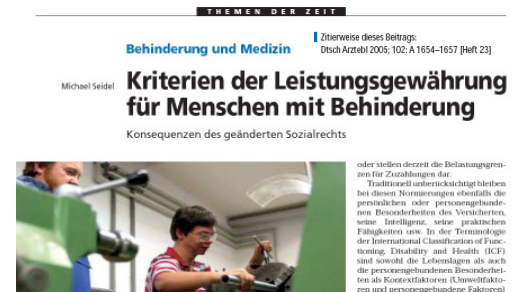 THEMEN DER ZEIT
Zitierweise dieses Beitrags:
Dtsch Arztebl 2005; 102: A 1654–1657 [Heft 23]
Behinderung und Medizin
Michael Seidel
Kriterien der Leistungsgewährung
für Menschen mit Behinderung
Konsequenzen des geänderten Sozialrechts
oder stellen derzeit die Belastungsgren-
zen für Zuzahlungen dar.
Traditionell unberücksichtigt bleiben
bei diesen Normierungen ebenfalls die
persönlichen oder personengebunde-
nen Besonderheiten des Versicherten,
seine Intelligenz, seine praktischen
Fähigkeiten usw. In der Terminologie
der International Classification of Func-
tioning, Disability and Health (ICF)
sind sowohl die Lebenslagen als auch
die personengebundenen Besonderhei-
ten als Kontextfaktoren (Umweltfakto-
ren und personengebundene Faktoren)